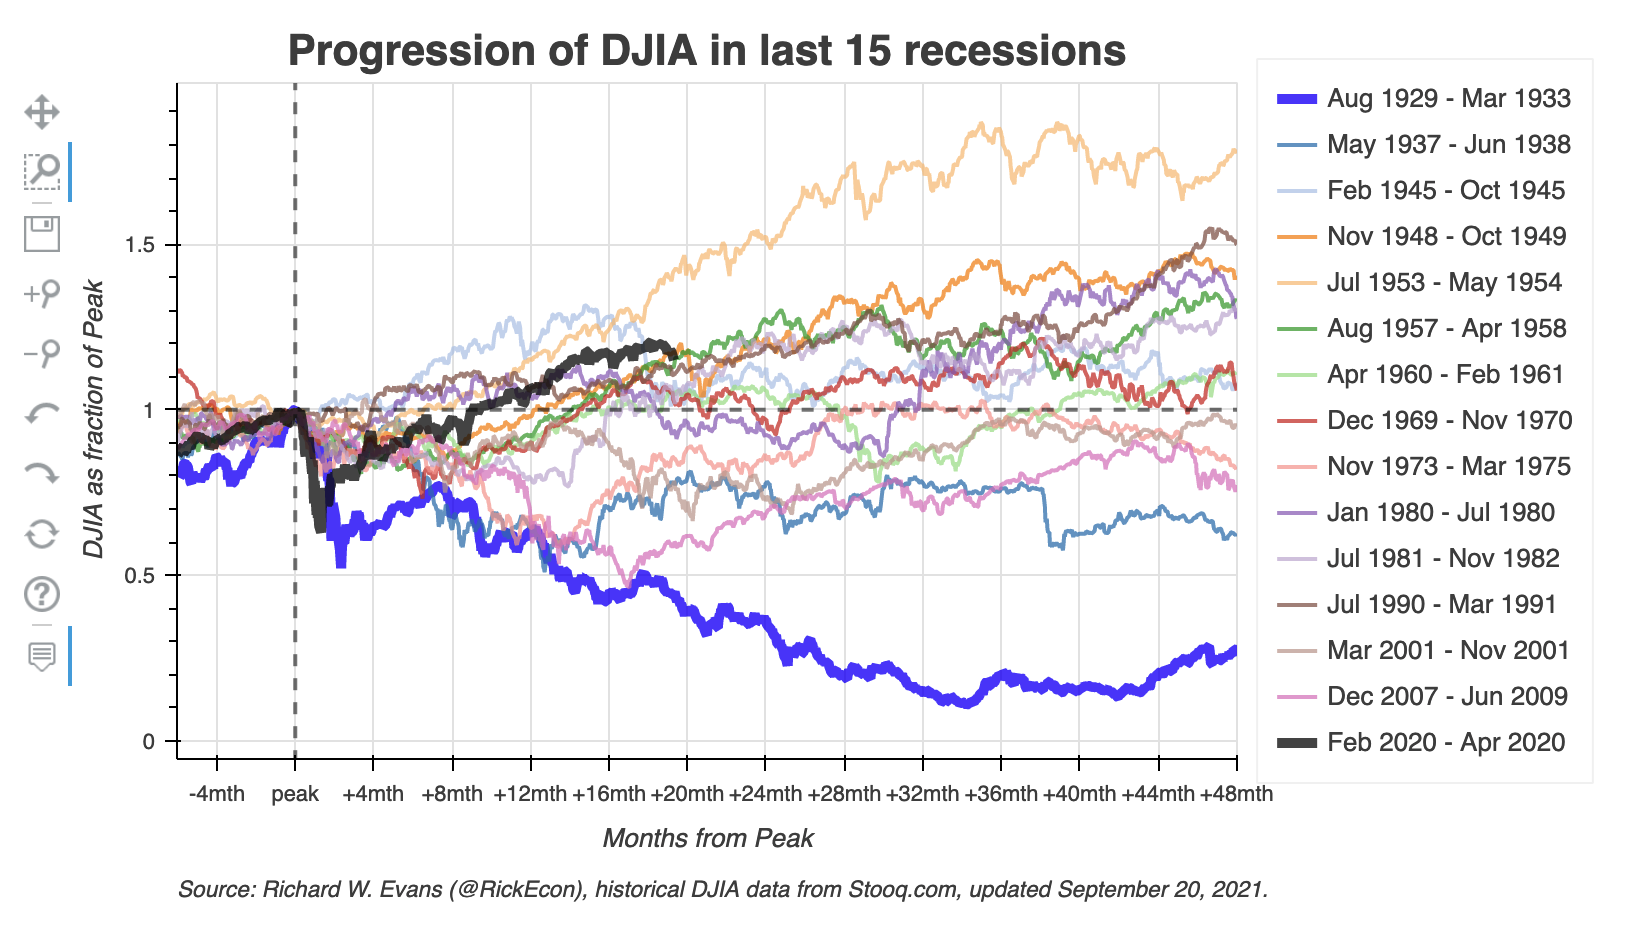 Progression of DJIA in last 15 recessions
DJIA as fraction of Peak
1.5
1
0.5
0
-4mth peak +4mth +8mth +12mth +16mth +20mth +24mth +28mth +32mth +36mth +40mth +44mth +48mth
Months from Peak
Aug 1929 - Mar 1933
May 1937 - Jun 1938
Feb 1945 - Oct 1945
Nov 1948 - Oct 1949
Jul 1953 - May 1954
Aug 1957 - Apr 1958
Apr 1960 - Feb 1961
Dec 1969 - Nov 1970
Nov 1973 - Mar 1975
Jan 1980 - Jul 1980
Jul 1981 - Nov 1982
Jul 1990 - Mar 1991
Mar 2001 - Nov 2001
Dec 2007 - Jun 2009
Feb 2020 - Apr 2020
Source: Richard W. Evans (@RickEcon), historical DJIA data from Stooq.com, updated September 20, 2021.